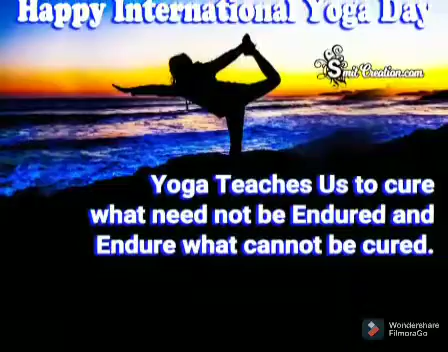 Happy International Yoga Day
SmitCreation.com
Yoga Teaches Us to cure
what need not be Endured and
Endure what cannot be cured.
Wondershare
FilmoraGo